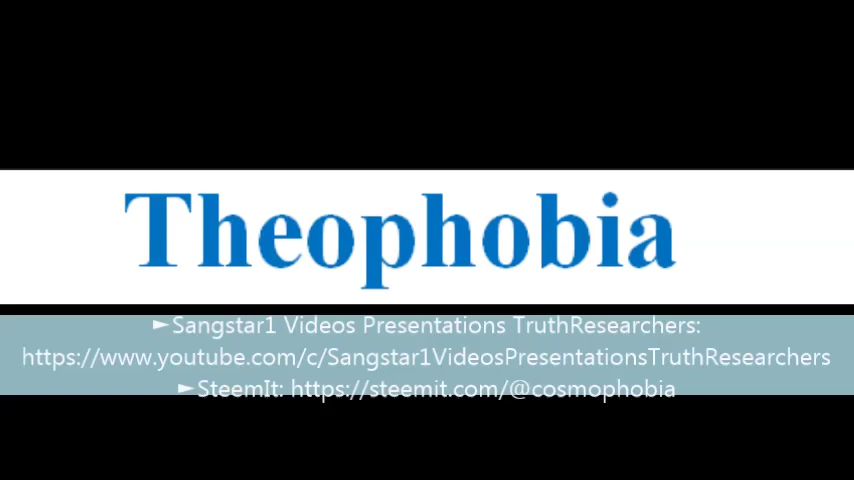 Theophobia
►Sangstar1 Videos Presentations TruthResearchers:
https://www.youtube.com/c/Sangstar1VideosPresentationsTruthResearchers
►SteemIt: https://steemit.com/@cosmophobia